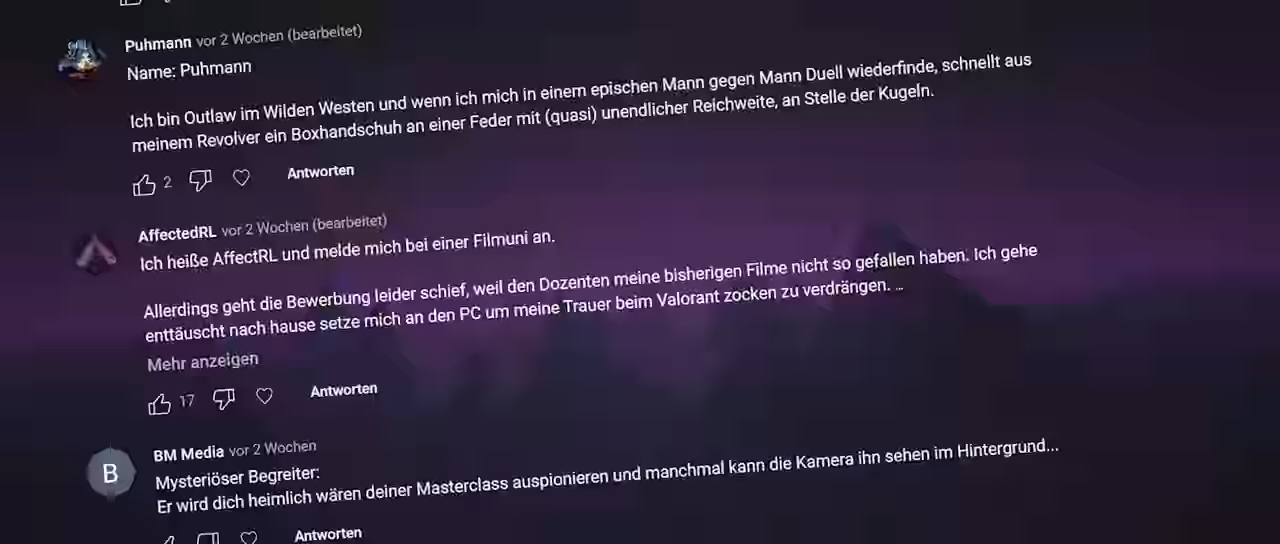 Puhmann vor 2 Wochen (bearbeitet)
Name: Puhmann
Ich bin Outlaw im Wilden Westen und wenn ich mich in einem epischen Mann gegen Mann Duell wiederfinde, schnellt aus
meinem Revolver ein Boxhandschuh an einer Feder mit (quasi) unendlicher Reichweite, an Stelle der Kugeln.
2 Antworten
AffectedRL vor 2 Wochen (bearbeitet)
Ich heiße AffectRL und melde mich bei einer Filmuni an.
Allerdings geht die Bewerbung leider schief, weil den Dozenten meine bisherigen Filme nicht so gefallen haben. Ich gehe
enttäuscht nach hause setze mich an den PC um meine Trauer beim Valorant zocken zu verdrängen. ...
Mehr anzeigen
17 Antworten
B
BM Media vor 2 Wochen
Mysteriöser Begreiter:
Er wird dich heimlich wären deiner Masterclass auspionieren und manchmal kann die Kamera ihn sehen im Hintergrund...
Antworten